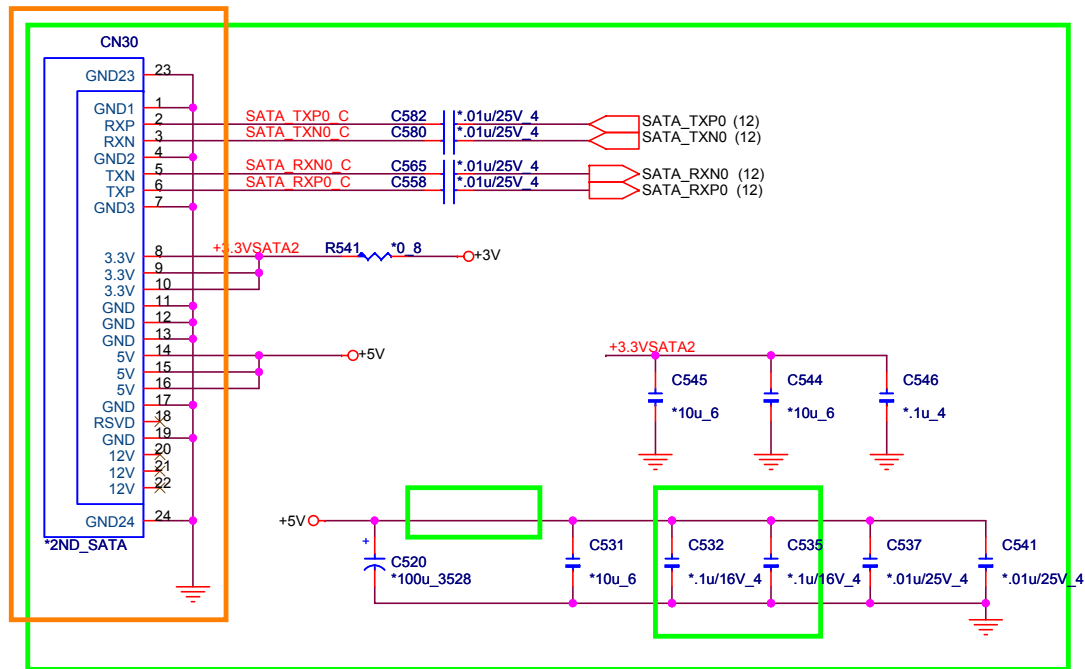 CN30
GND23 23
GND1 1
RXP 2 SATA_TXP0_C C582 *.01u/25V_4 SATA_TXP0 (12)
RXN 3 SATA_TXN0_C C580 *.01u/25V_4 SATA_TXN0 (12)
GND2 4
TXN 5 SATA_RXN0_C C565 *.01u/25V_4 SATA_RXN0 (12)
TXP 6 SATA_RXP0_C C558 *.01u/25V_4 SATA_RXP0 (12)
GND3 7
3.3V 8 +3.3VSATA2 R541 *0_8 +3V
3.3V 9
3.3V 10
GND 11
GND 12
GND 13
5V 14 +5V
5V 15
5V 16
GND 17
RSVD 18
GND 19
12V 20
12V 21
12V 22
GND24 24
*2ND_SATA
+3.3VSATA2
C545 C544 C546
*10u_6 *10u_6 *.1u_4
+5V
+
C520 C531 C532 C535 C537 C541
*100u_3528 *10u_6 *.1u/16V_4 *.1u/16V_4 *.01u/25V_4 *.01u/25V_4